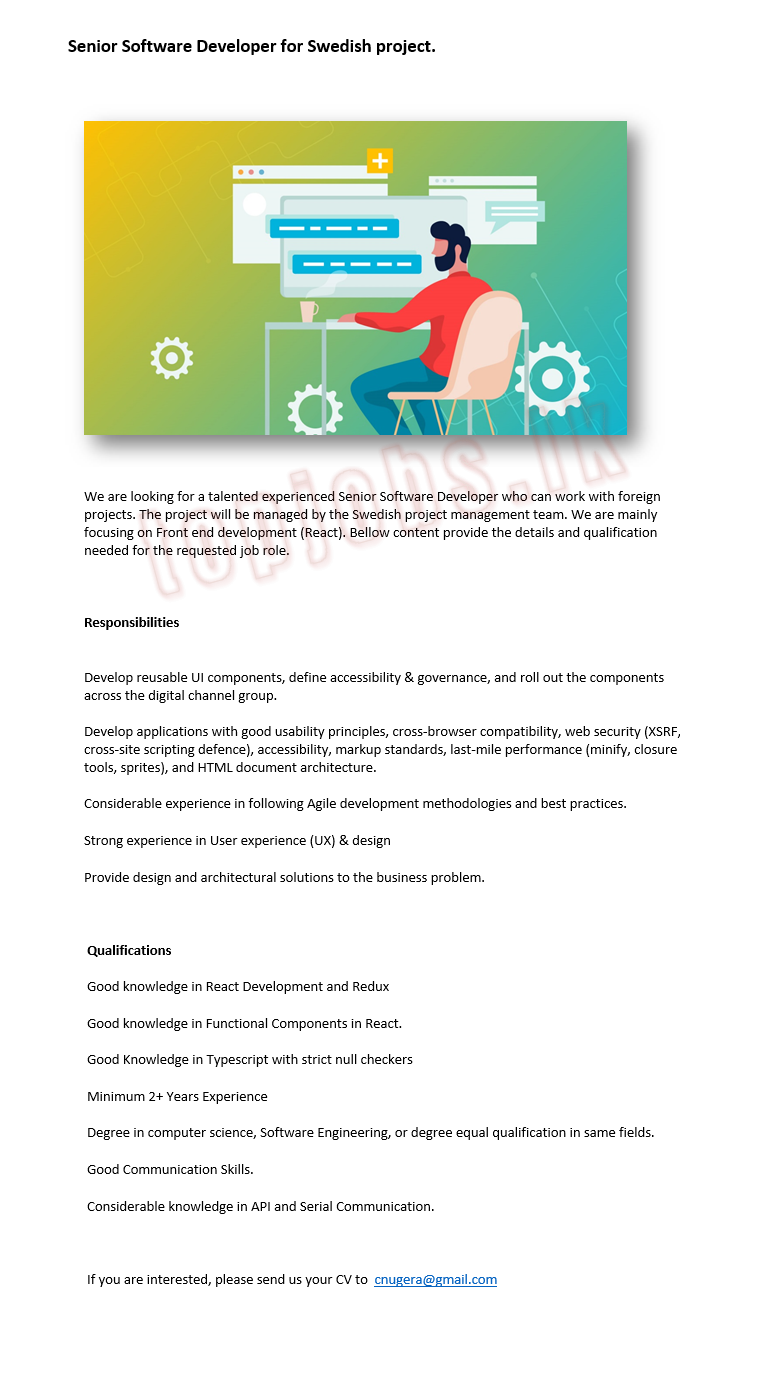 Senior Software Developer for Swedish project.
topjobs.lk
We are looking for a talented experienced Senior Software Developer who can work with foreign
projects. The project will be managed by the Swedish project management team. We are mainly
focusing on Front end development (React). Bellow content provide the details and qualification
needed for the requested job role.
Responsibilities
Develop reusable UI components, define accessibility & governance, and roll out the components
across the digital channel group.
Develop applications with good usability principles, cross-browser compatibility, web security (XSRF,
cross-site scripting defence), accessibility, markup standards, last-mile performance (minify, closure
tools, sprites), and HTML document architecture.
Considerable experience in following Agile development methodologies and best practices.
Strong experience in User experience (UX) & design
Provide design and architectural solutions to the business problem.
Qualifications
Good knowledge in React Development and Redux
Good knowledge in Functional Components in React.
Good Knowledge in Typescript with strict null checkers
Minimum 2+ Years Experience
Degree in computer science, Software Engineering, or degree equal qualification in same fields.
Good Communication Skills.
Considerable knowledge in API and Serial Communication.
If you are interested, please send us your CV to cnugera@gmail.com